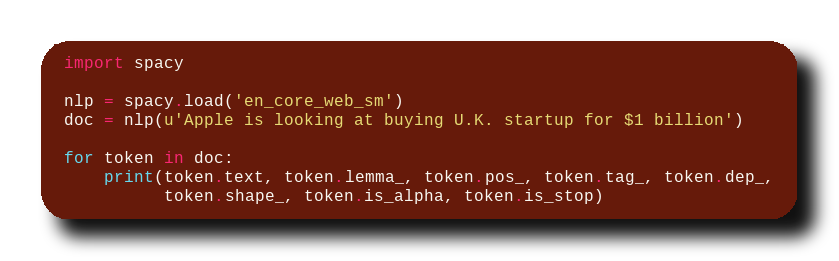 import spacy

nlp = spacy.load('en_core_web_sm')
doc = nlp(u'Apple is looking at buying U.K. startup for $1 billion')

for token in doc:
    print(token.text, token.lemma_, token.pos_, token.tag_, token.dep_,
          token.shape_, token.is_alpha, token.is_stop)